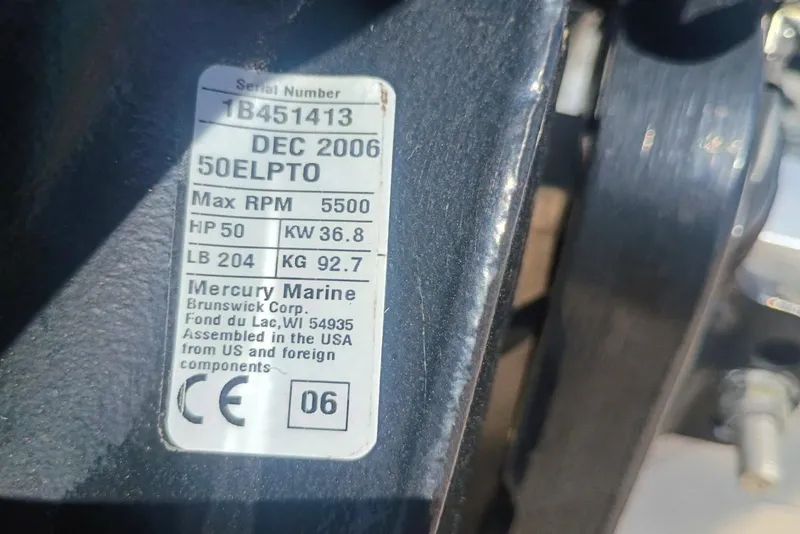 Serial Number
1B451413
DEC 2006
50ELPTO
Max RPM 5500
HP 50 KW 36.8
LB 204 KG 92.7
Mercury Marine
Brunswick Corp.
Fond du Lac, WI 54935
Assembled in the USA
from US and foreign
components
CE 06